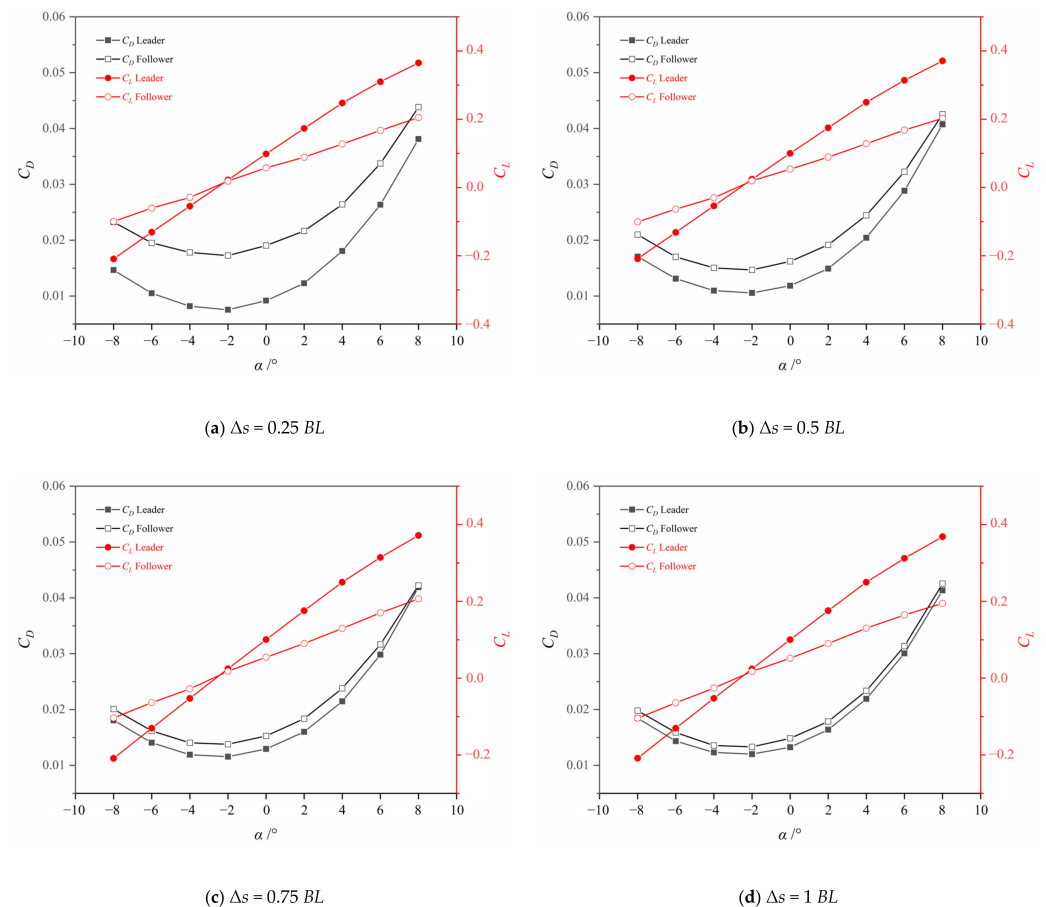 0.06
0.05
0.04
0.03
0.02
0.01
C_D
C_D Leader
C_D Follower
C_L Leader
C_L Follower
0.4
0.2
0.0
−0.2
−0.4
C_L
−10 −8 −6 −4 −2 0 2 4 6 8 10
α /°
(a) Δs = 0.25 BL
0.06
0.05
0.04
0.03
0.02
0.01
C_D
C_D Leader
C_D Follower
C_L Leader
C_L Follower
0.4
0.2
0.0
−0.2
−0.4
C_L
−10 −8 −6 −4 −2 0 2 4 6 8 10
α /°
(b) Δs = 0.5 BL
0.06
0.05
0.04
0.03
0.02
0.01
C_D
C_D Leader
C_D Follower
C_L Leader
C_L Follower
0.4
0.2
0.0
−0.2
C_L
−10 −8 −6 −4 −2 0 2 4 6 8 10
α /°
(c) Δs = 0.75 BL
0.06
0.05
0.04
0.03
0.02
0.01
C_D
C_D Leader
C_D Follower
C_L Leader
C_L Follower
0.4
0.2
0.0
−0.2
C_L
−10 −8 −6 −4 −2 0 2 4 6 8 10
α /°
(d) Δs = 1 BL